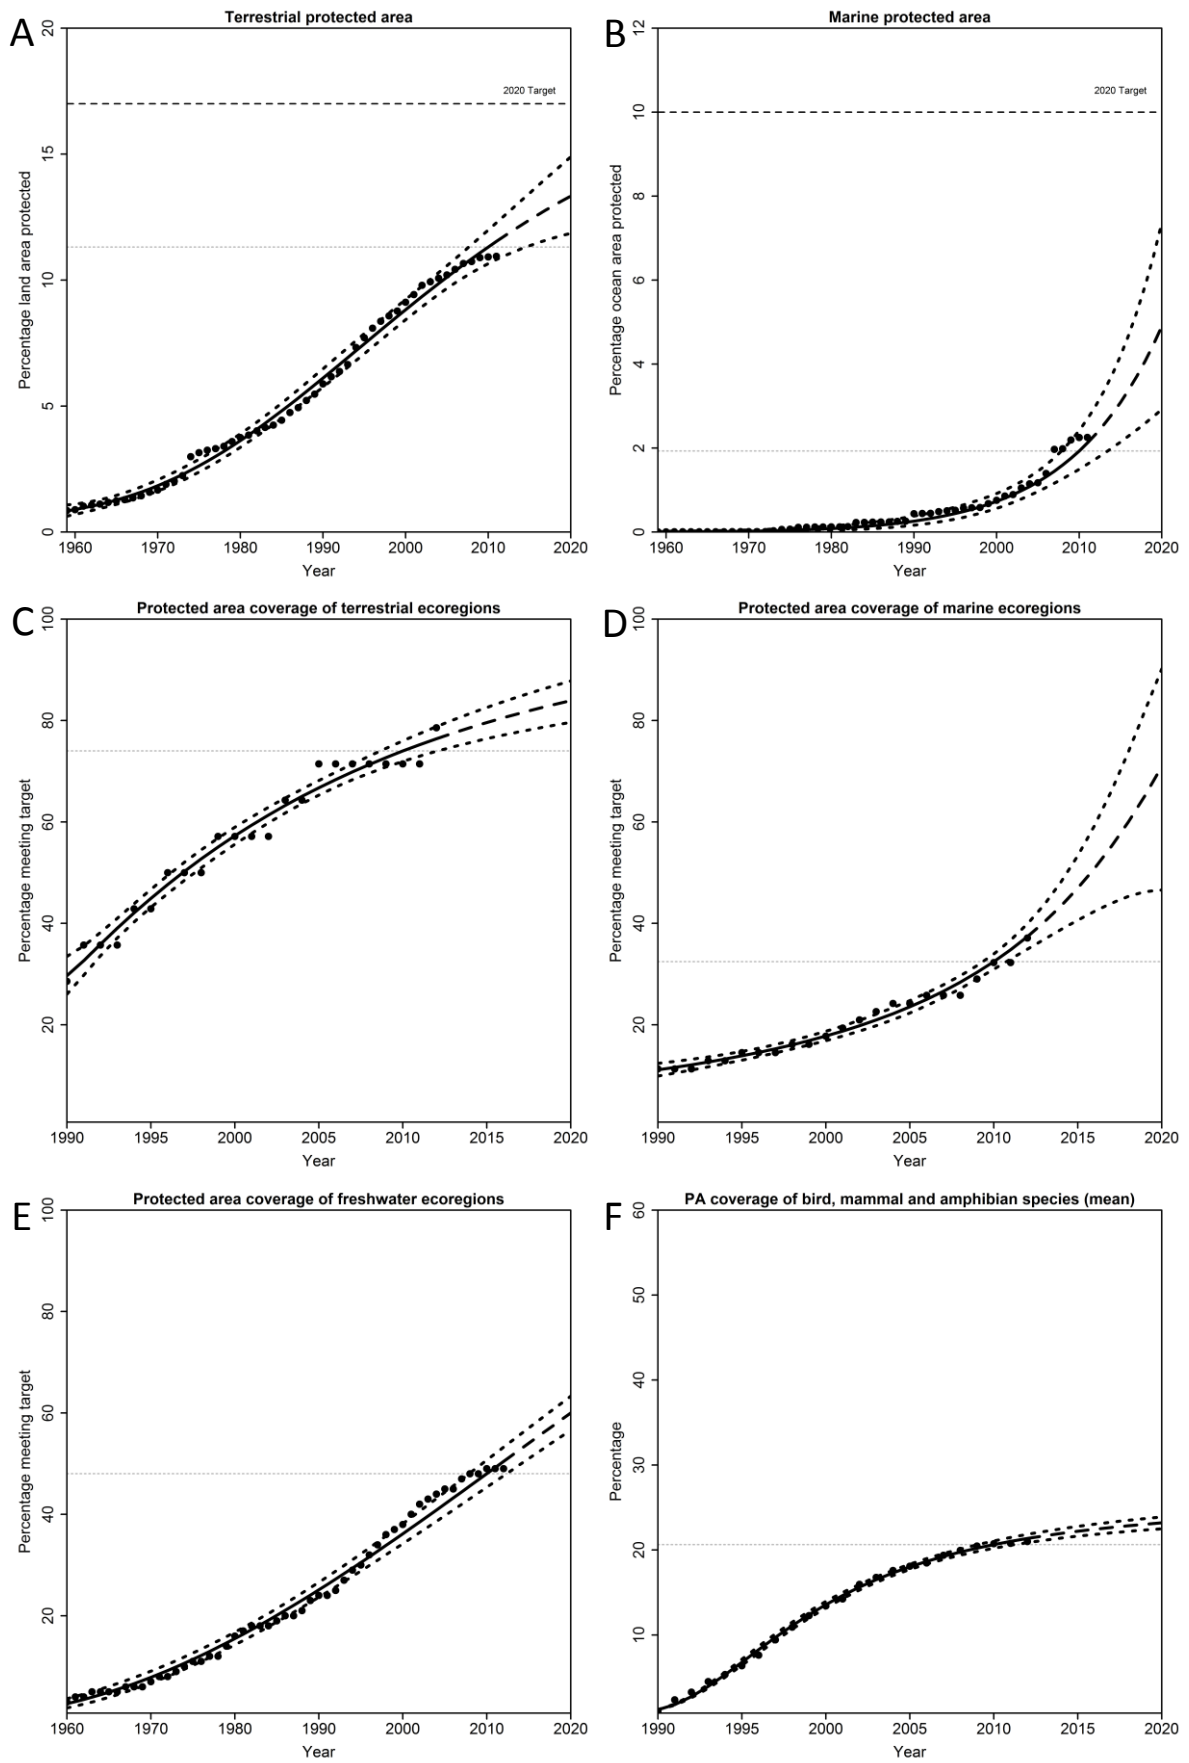 A
Terrestrial protected area
20
15
10
5
0
2020 Target
Percentage land area protected
1960 1970 1980 1990 2000 2010 2020
Year
B
Marine protected area
12
10
8
6
4
2
0
2020 Target
Percentage ocean area protected
1960 1970 1980 1990 2000 2010 2020
Year
C
Protected area coverage of terrestrial ecoregions
100
80
60
40
20
Percentage meeting target
1990 1995 2000 2005 2010 2015 2020
Year
D
Protected area coverage of marine ecoregions
100
80
60
40
20
Percentage meeting target
1990 1995 2000 2005 2010 2015 2020
Year
E
Protected area coverage of freshwater ecoregions
100
80
60
40
20
Percentage meeting target
1960 1970 1980 1990 2000 2010 2020
Year
F
PA coverage of bird, mammal and amphibian species (mean)
60
50
40
30
20
10
Percentage
1990 1995 2000 2005 2010 2015 2020
Year